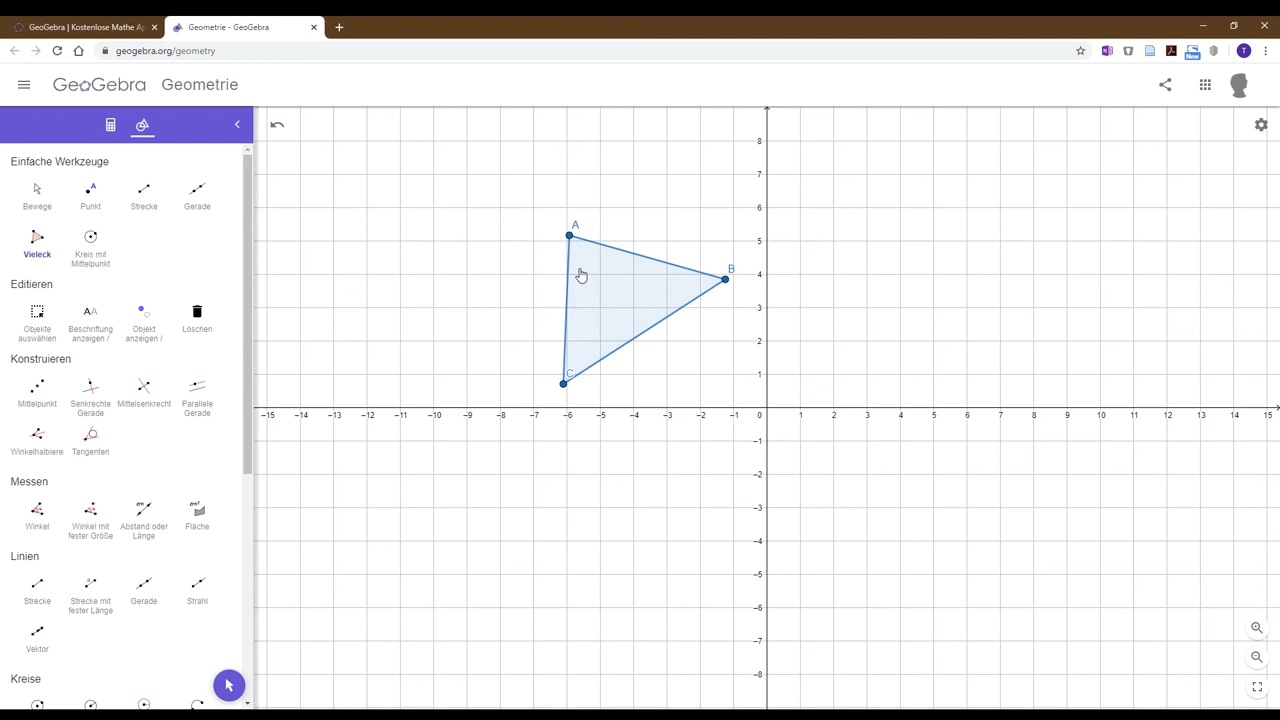 GeoGebra | Kostenlose Mathe Ap
Geometrie - GeoGebra
geogebra.org/geometry
New
T
GeoGebra Geometrie
Einfache Werkzeuge
A
Bewege Punkt Strecke Gerade
Vieleck Kreis mit Mittelpunkt
Editieren
AA
Objekte auswählen Beschriftung anzeigen / Objekt anzeigen / Löschen
Konstruieren
Mittelpunkt Senkrechte Gerade Mittelsenkrecht Parallele Gerade
Winkelhalbiere Tangenten
Messen
cm cm²
Winkel Winkel mit fester Größe Abstand oder Länge Fläche
Linien
Strecke Strecke mit fester Länge Gerade Strahl
Vektor
Kreise
A
B
C
8
7
6
5
4
3
2
1
−15 −14 −13 −12 −11 −10 −9 −8 −7 −6 −5 −4 −3 −2 −1 0 1 2 3 4 5 6 7 8 9 10 11 12 13 14 15
−1
−2
−3
−4
−5
−6
−7
−8